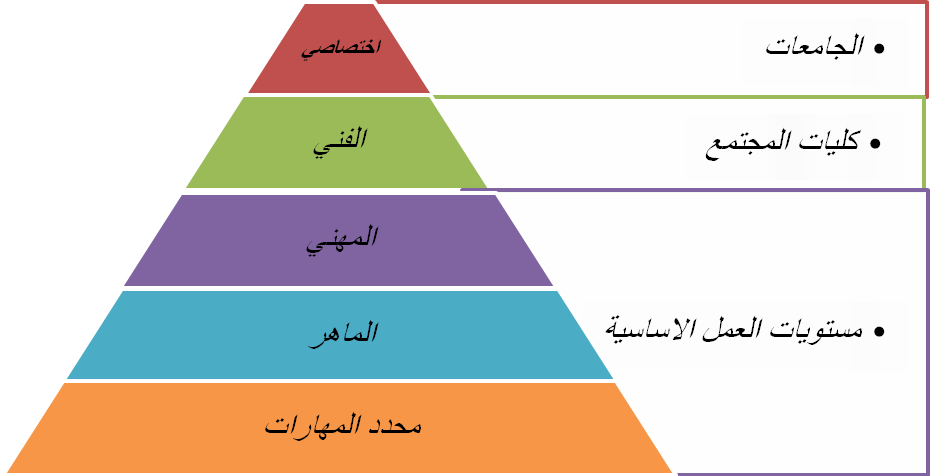 اختصاصي
• الجامعات
الفني
• كليات المجتمع
المهني
الماهر
• مستويات العمل الاساسية
محدد المهارات